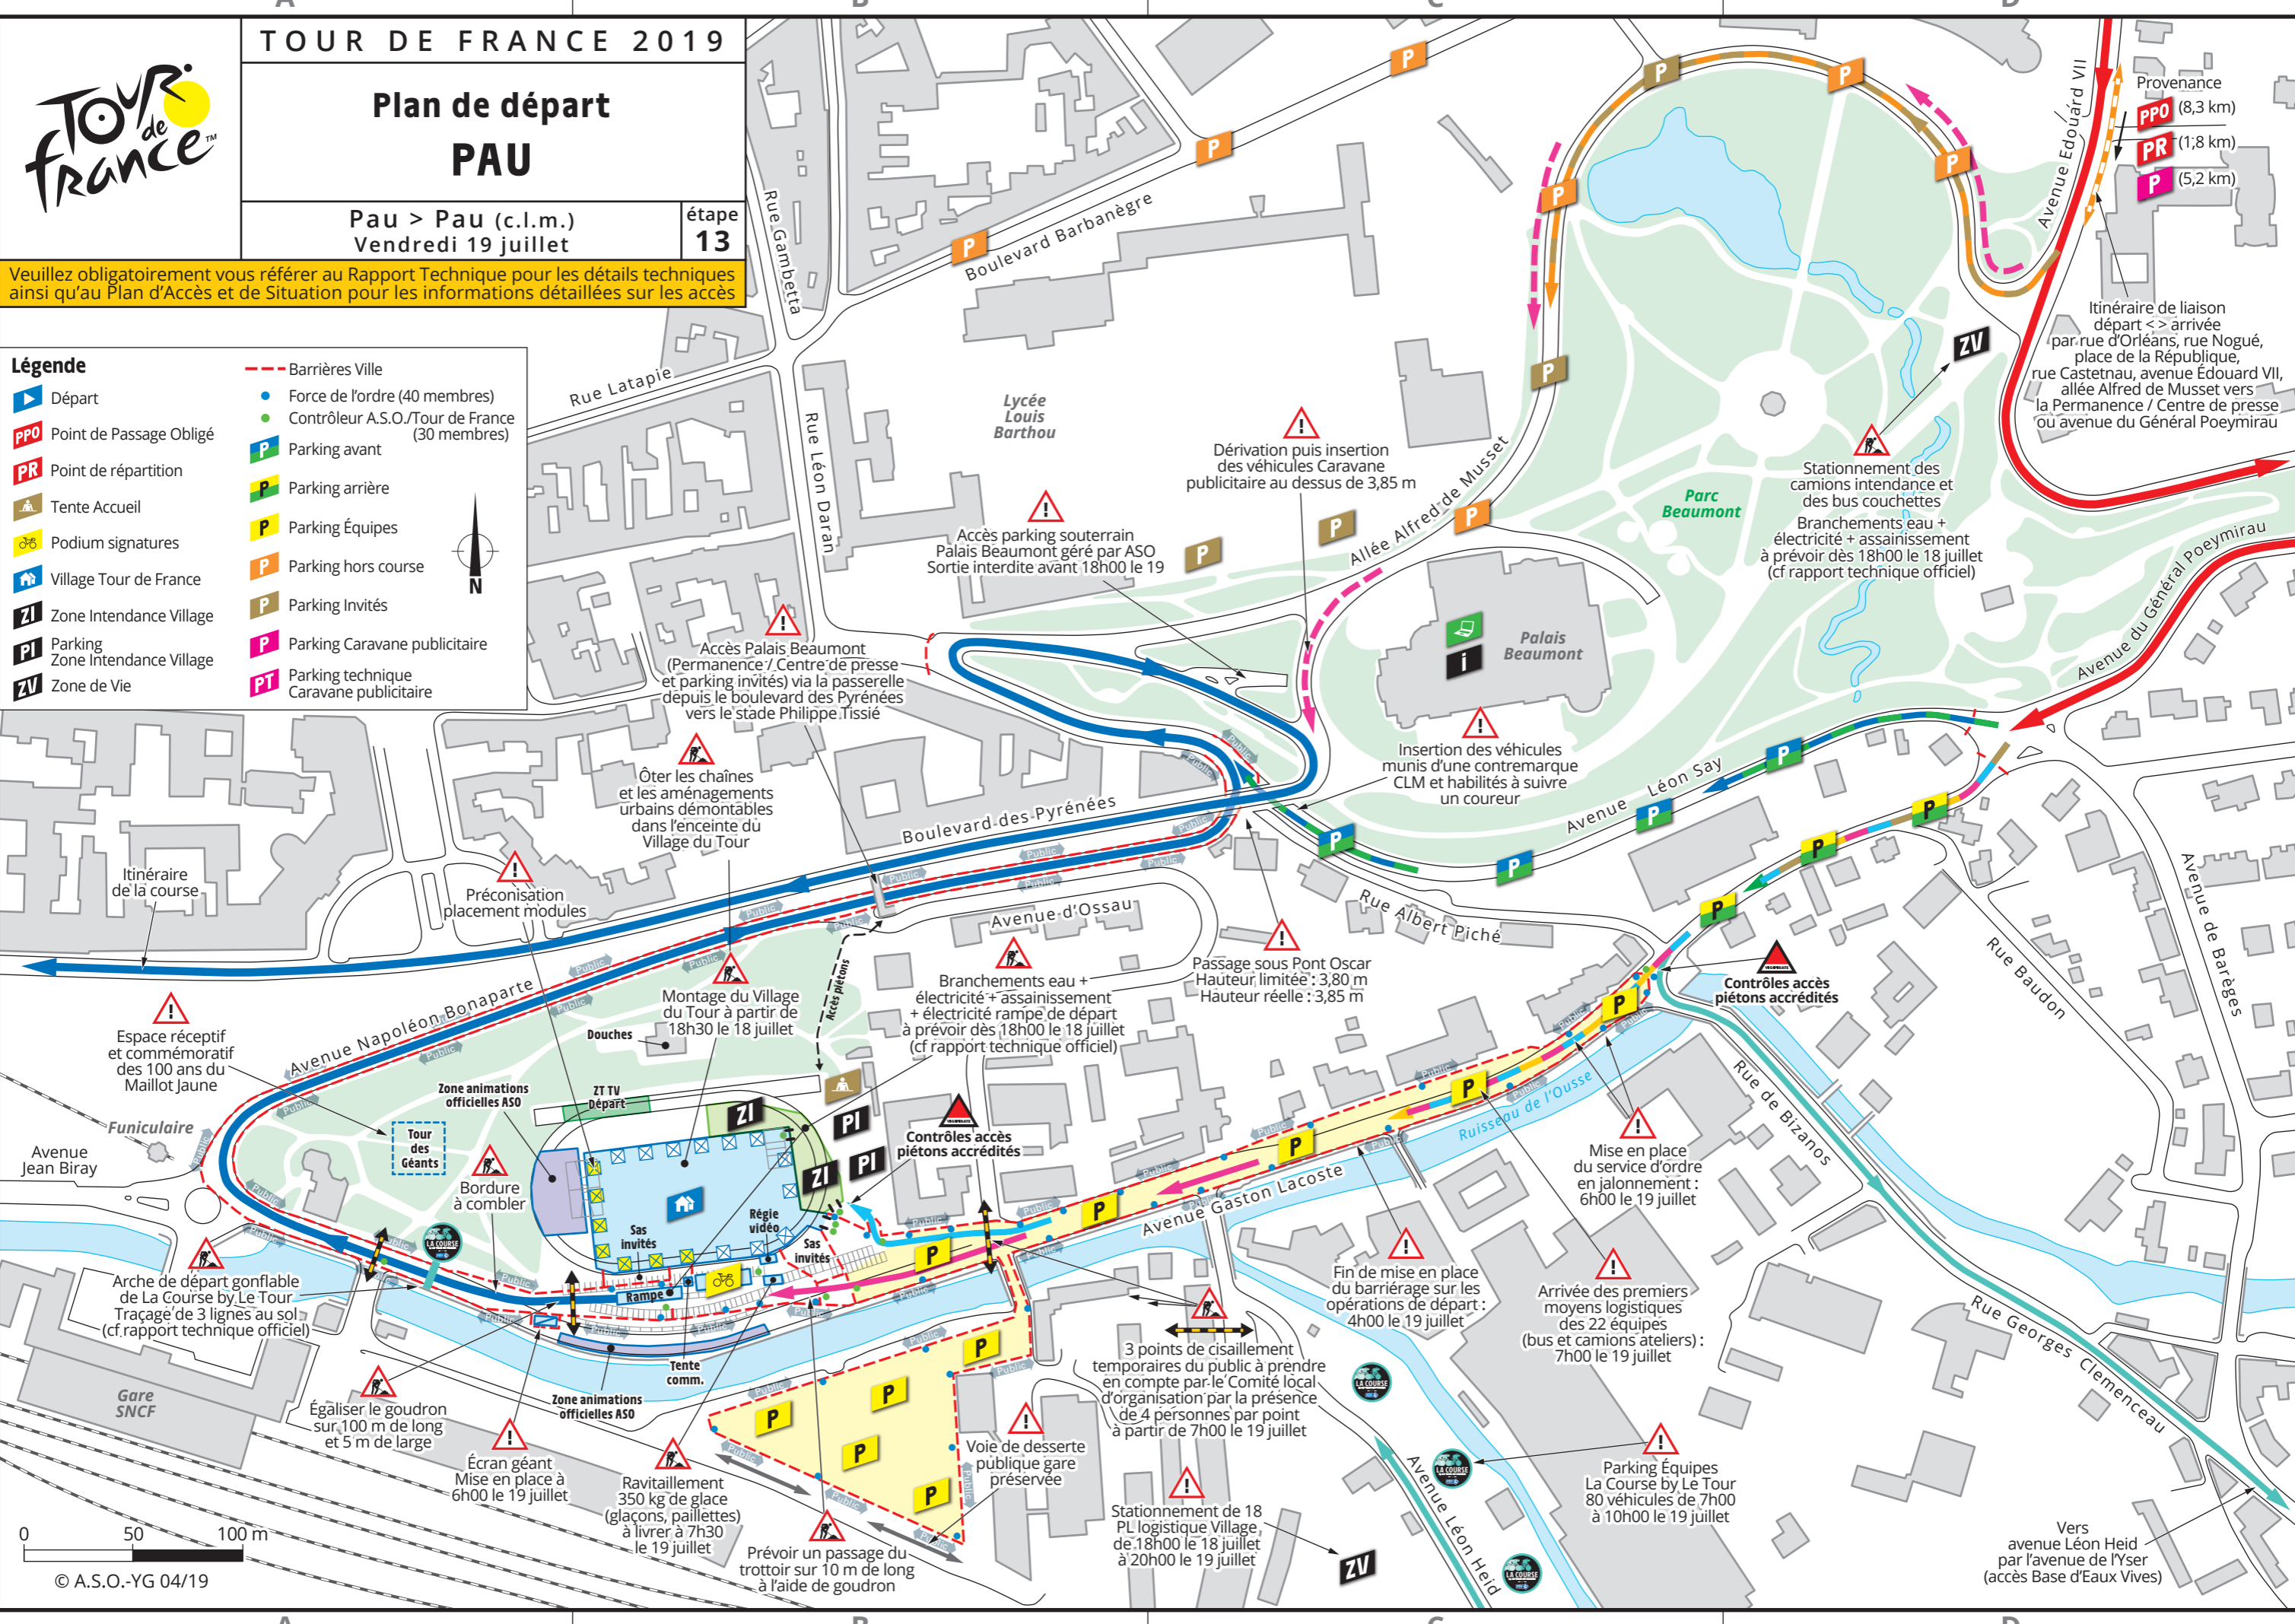 A
B
C
D
TOUR DE FRANCE 2019
TOUR
de
france™
Plan de départ
PAU
Pau > Pau (c.l.m.)
Vendredi 19 juillet
étape
13
Veuillez obligatoirement vous référer au Rapport Technique pour les détails techniques
ainsi qu'au Plan d'Accès et de Situation pour les informations détaillées sur les accès
Légende
Départ
PPO Point de Passage Obligé
PR Point de répartition
Tente Accueil
Podium signatures
Village Tour de France
ZI Zone Intendance Village
PI Parking
Zone Intendance Village
ZV Zone de Vie
Barrières Ville
Force de l'ordre (40 membres)
Contrôleur A.S.O./Tour de France
(30 membres)
P Parking avant
P Parking arrière
P Parking Équipes
P Parking hors course
P Parking Invités
P Parking Caravane publicitaire
PT Parking technique
Caravane publicitaire
N
Rue Gambetta
Boulevard Barbanègre
Rue Latapie
Rue Léon Daran
Lycée
Louis
Barthou
Avenue Edouard VII
Provenance
PPO (8,3 km)
PR (1,8 km)
P (5,2 km)
Itinéraire de liaison
départ < > arrivée
par rue d'Orléans, rue Nogué,
place de la République,
rue Castetnau, avenue Édouard VII,
allée Alfred de Musset vers
la Permanence / Centre de presse
ou avenue du Général Poeymirau
ZV
Stationnement des
camions intendance et
des bus couchettes
Branchements eau +
électricité + assainissement
à prévoir dès 18h00 le 18 juillet
(cf rapport technique officiel)
Parc
Beaumont
Avenue du Général Poeymirau
Dérivation puis insertion
des véhicules Caravane
publicitaire au dessus de 3,85 m
Allée Alfred de Musset
Accès parking souterrain
Palais Beaumont géré par ASO
Sortie interdite avant 18h00 le 19
Palais
Beaumont
i
Accès Palais Beaumont
(Permanence / Centre de presse
et parking invités) via la passerelle
depuis le boulevard des Pyrénées
vers le stade Philippe Tissié
Ôter les chaînes
et les aménagements
urbains démontables
dans l'enceinte du
Village du Tour
Insertion des véhicules
munis d'une contremarque
CLM et habilités à suivre
un coureur
Avenue Léon Say
Boulevard des Pyrénées
Public
Itinéraire
de la course
Préconisation
placement modules
Avenue d'Ossau
Rue Albert Piché
Avenue de Barèges
Rue Baudon
Passage sous Pont Oscar
Hauteur limitée : 3,80 m
Hauteur réelle : 3,85 m
Contrôles accès
piétons accrédités
Avenue Napoléon Bonaparte
Espace réceptif
et commémoratif
des 100 ans du
Maillot Jaune
Montage du Village
du Tour à partir de
18h30 le 18 juillet
Accès piétons
Branchements eau +
électricité + assainissement
+ électricité rampe de départ
à prévoir dès 18h00 le 18 juillet
(cf rapport technique officiel)
Douches
Zone animations
officielles ASO
ZT TV
Départ
ZI
PI
ZI
PI
Contrôles accès
piétons accrédités
Funiculaire
Avenue
Jean Biray
Tour
des
Géants
Bordure
à combler
Sas
invités
Régie
vidéo
Sas
invités
Rampe
LA COURSE
Ruisseau de l'Ousse
Avenue Gaston Lacoste
Rue de Bizanos
Mise en place
du service d'ordre
en jalonnement :
6h00 le 19 juillet
Arche de départ gonflable
de La Course by Le Tour
Traçage de 3 lignes au sol
(cf rapport technique officiel)
Fin de mise en place
du barriérage sur les
opérations de départ :
4h00 le 19 juillet
Arrivée des premiers
moyens logistiques
des 22 équipes
(bus et camions ateliers) :
7h00 le 19 juillet
Rue Georges Clemenceau
3 points de cisaillement
temporaires du public à prendre
en compte par le Comité local
d'organisation par la présence
de 4 personnes par point
à partir de 7h00 le 19 juillet
Tente
comm.
Zone animations
officielles ASO
Gare
SNCF
Égaliser le goudron
sur 100 m de long
et 5 m de large
Écran géant
Mise en place à
6h00 le 19 juillet
Ravitaillement
350 kg de glace
(glaçons, paillettes)
à livrer à 7h30
le 19 juillet
Voie de desserte
publique gare
préservée
Prévoir un passage du
trottoir sur 10 m de long
à l'aide de goudron
Stationnement de 18
PL logistique Village
de 18h00 le 18 juillet
à 20h00 le 19 juillet
ZV
LA COURSE
LA COURSE
LA COURSE
Avenue Léon Heid
Parking Équipes
La Course by Le Tour
80 véhicules de 7h00
à 10h00 le 19 juillet
Vers
avenue Léon Heid
par l'avenue de l'Yser
(accès Base d'Eaux Vives)
0 50 100 m
© A.S.O.-YG 04/19
A
B
C
D